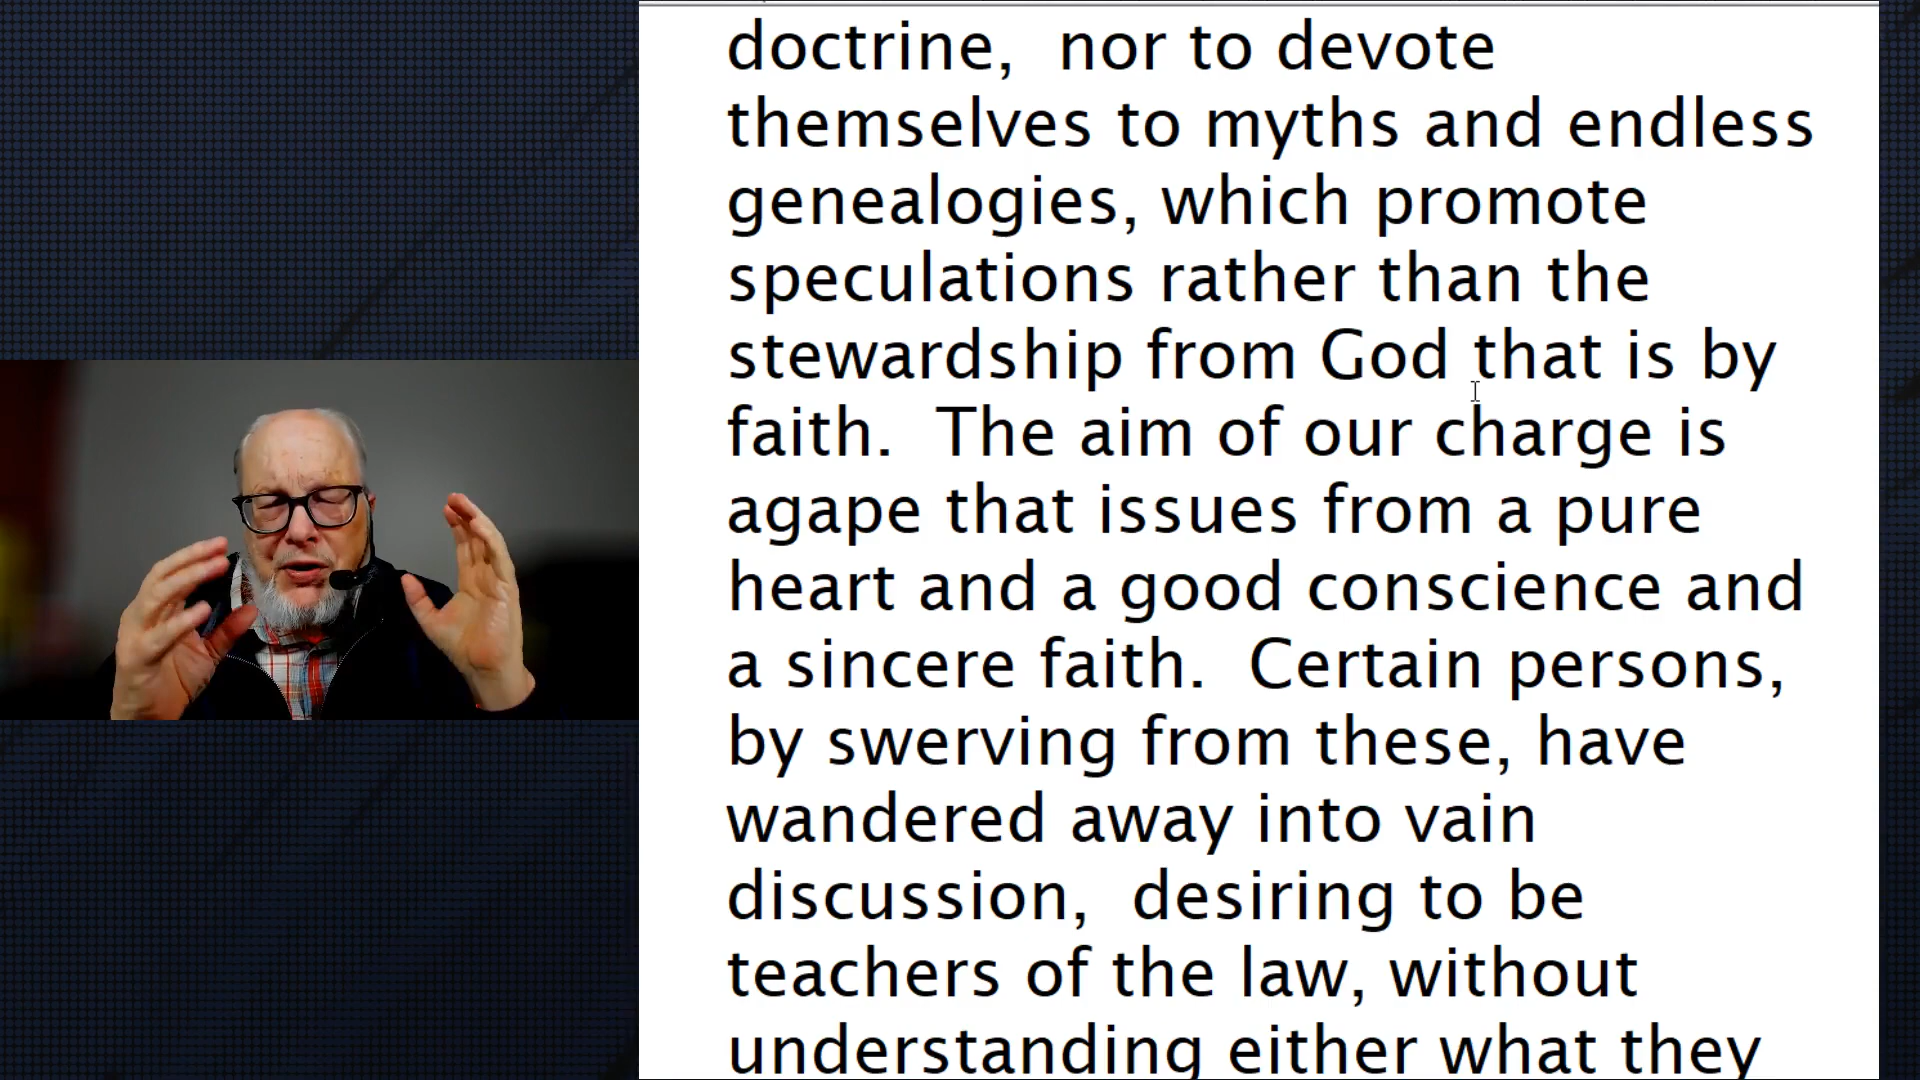 doctrine,  nor to devote
themselves to myths and endless
genealogies, which promote
speculations rather than the
stewardship from God that is by
faith.  The aim of our charge is
agape that issues from a pure
heart and a good conscience and
a sincere faith.  Certain persons,
by swerving from these, have
wandered away into vain
discussion,  desiring to be
teachers of the law, without
understanding either what they